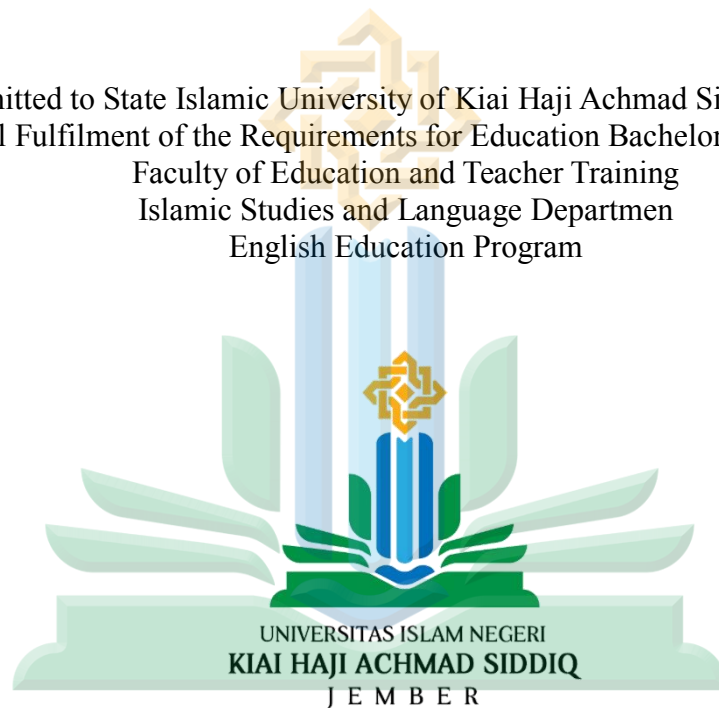 itted to State Islamic University of Kiai Haji Achmad Si
l Fulfilment of the Requirements for Education Bachelor
Faculty of Education and Teacher Training
Islamic Studies and Language Departmen
English Education Program
UNIVERSITAS ISLAM NEGERI
KIAI HAJI ACHMAD SIDDIQ
JEMBER